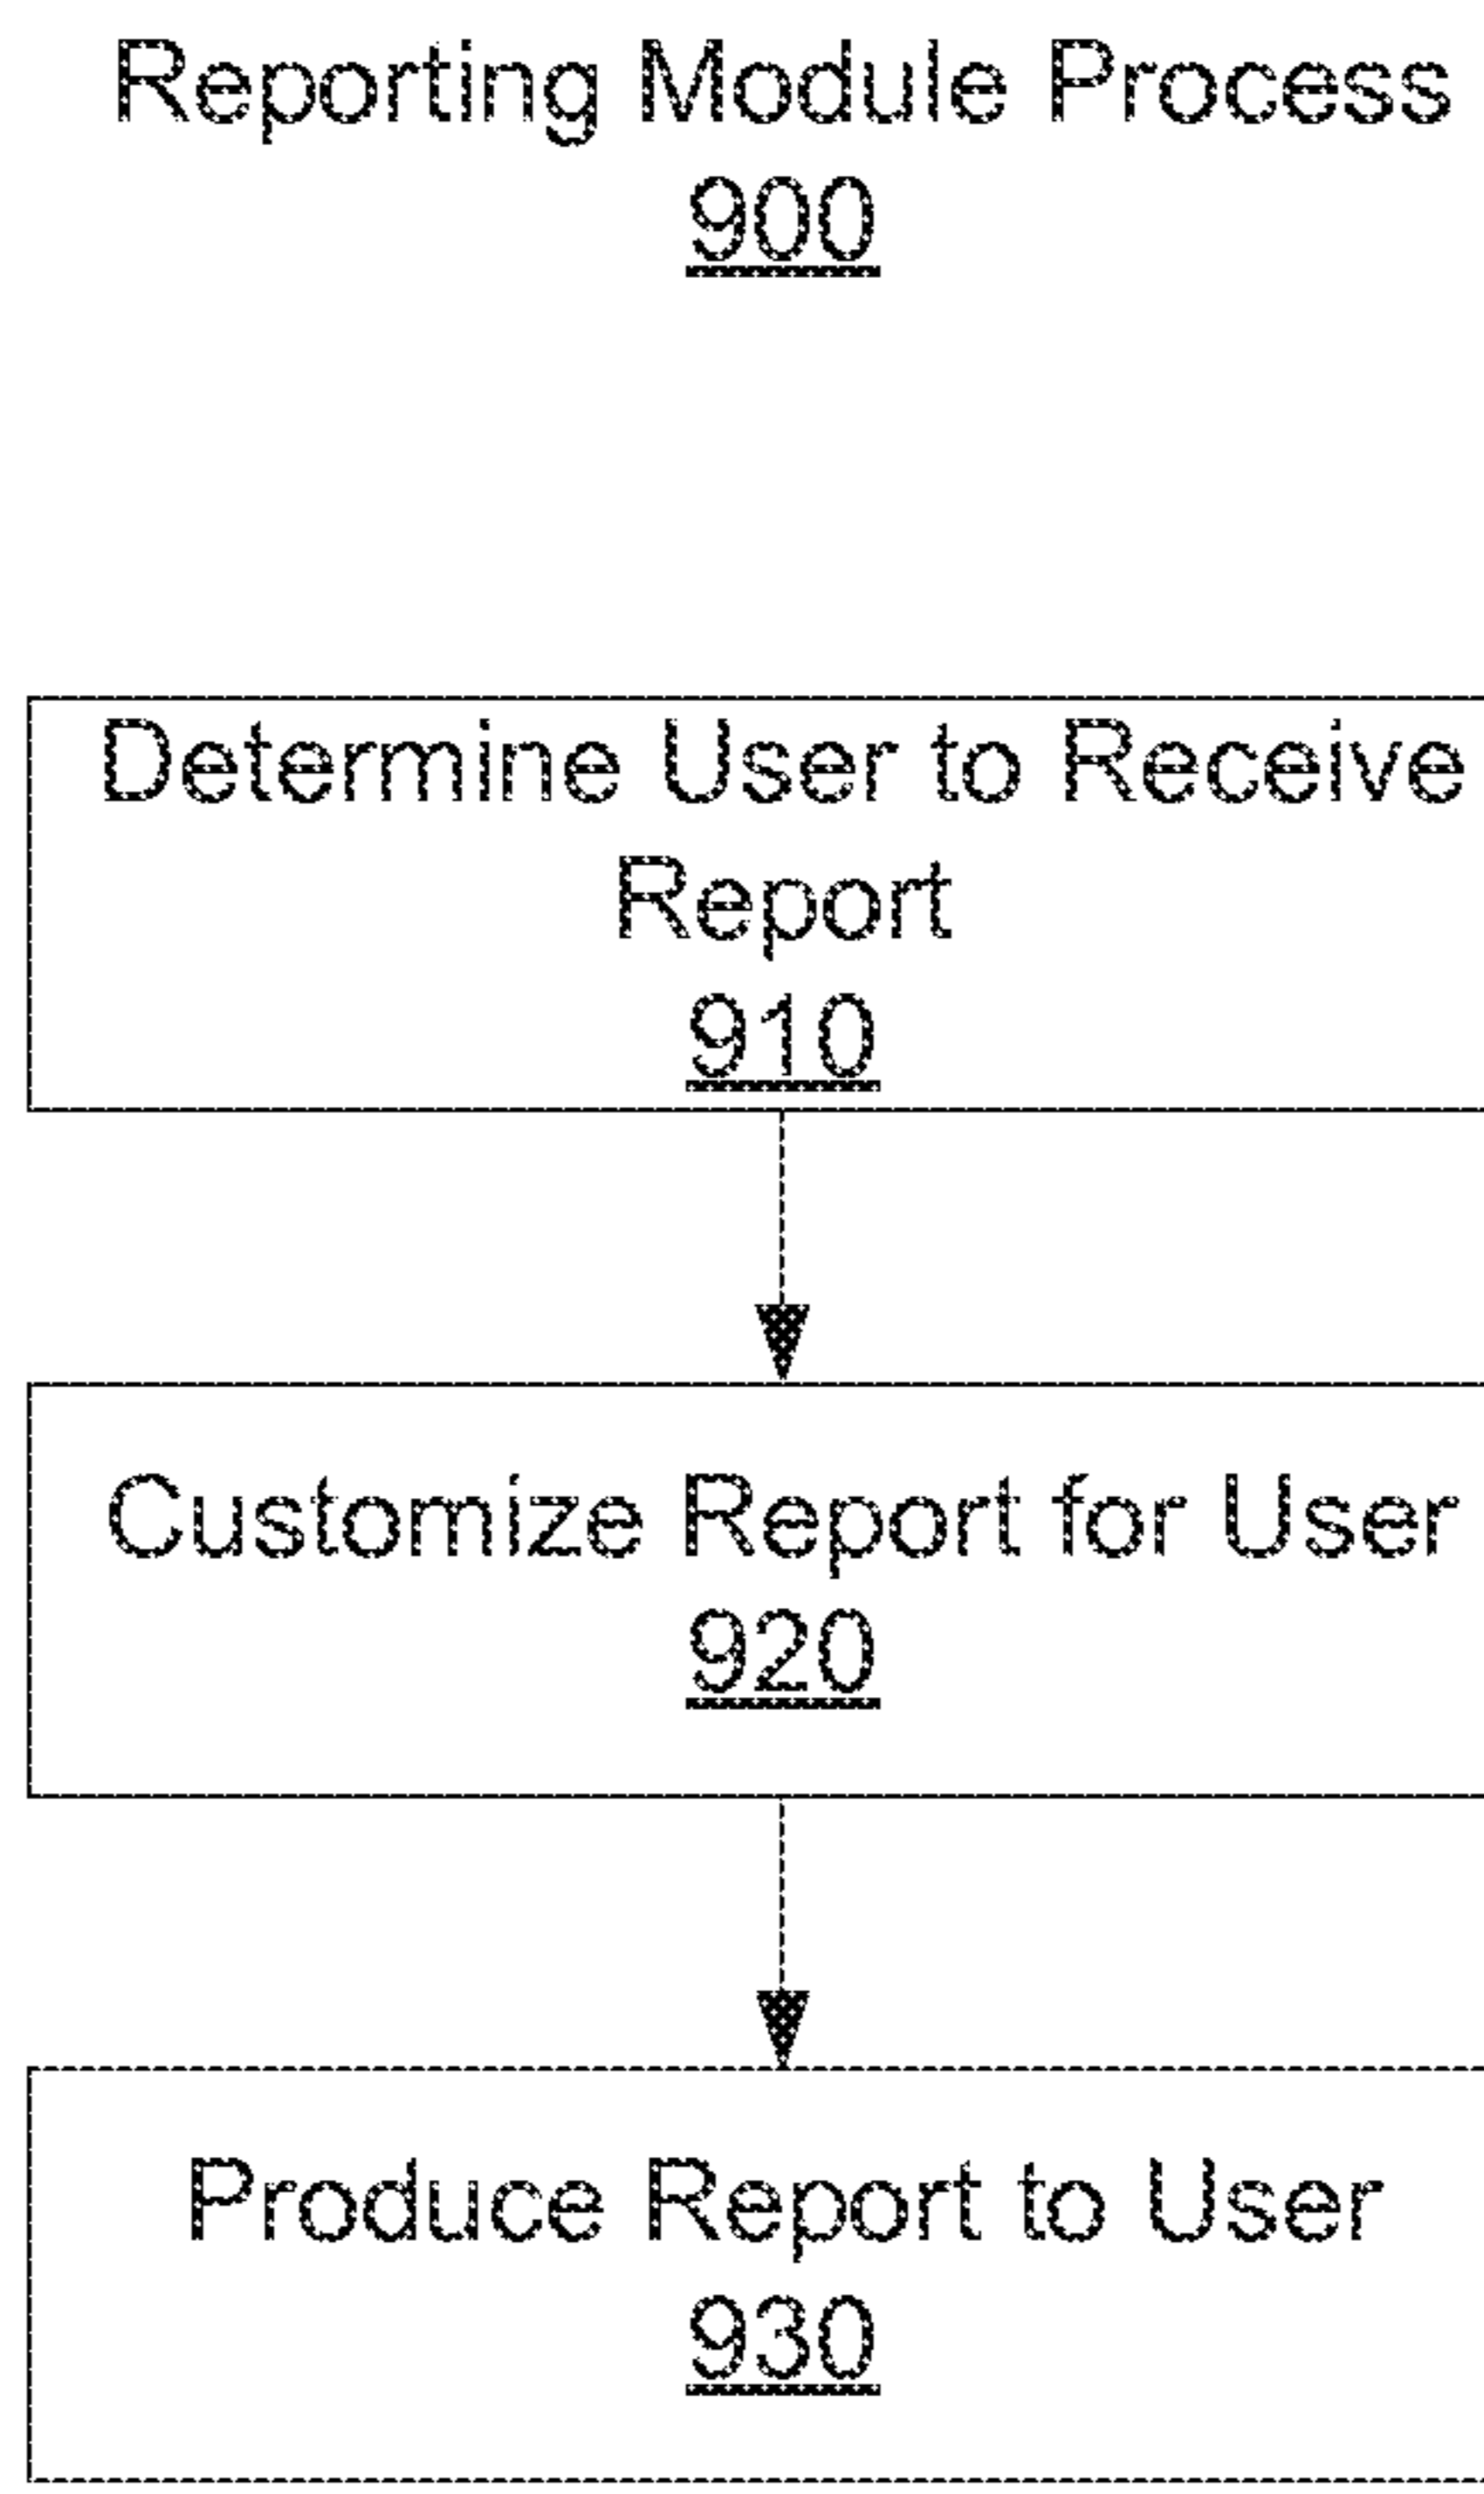 Reporting Module Process
900
Determine User to Receive
Report
910
Customize Report for User
920
Produce Report to User
930